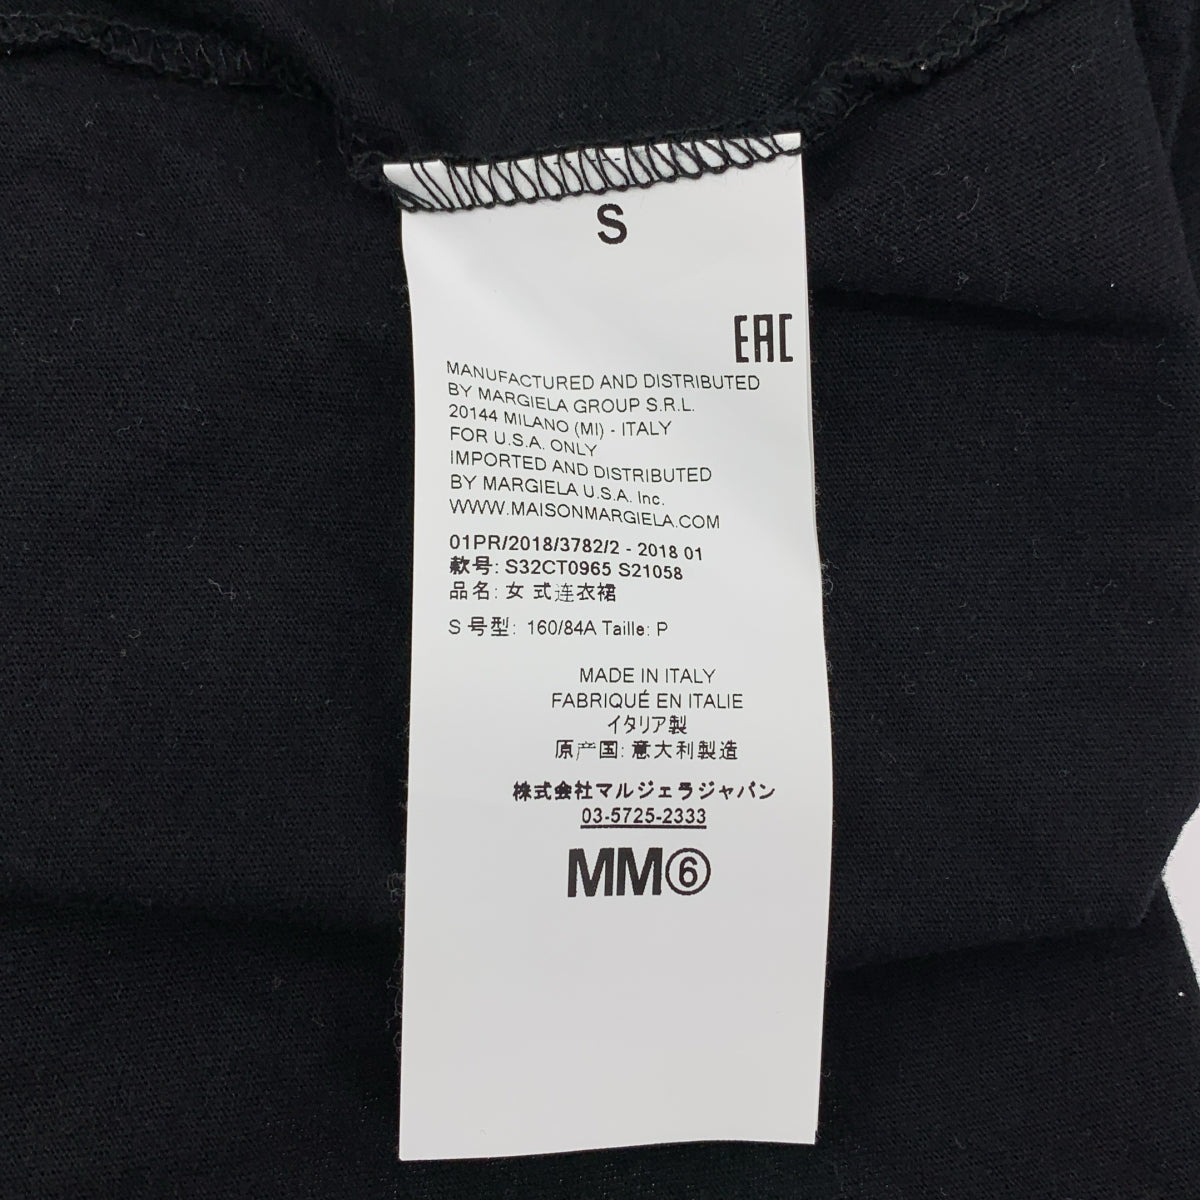 S
EAC
MANUFACTURED AND DISTRIBUTED
BY MARGIELA GROUP S.R.L.
20144 MILANO (MI) - ITALY
FOR U.S.A. ONLY
IMPORTED AND DISTRIBUTED
BY MARGIELA U.S.A. Inc.
WWW.MAISONMARGIELA.COM
01PR/2018/3782/2 - 2018 01
款号: S32CT0965 S21058
品名: 女 式连衣裙
S 号型: 160/84A Taille: P
MADE IN ITALY
FABRIQUÉ EN ITALIE
イタリア製
原产国: 意大利製造
株式会社マルジェラジャパン
03-5725-2333
MM⑥